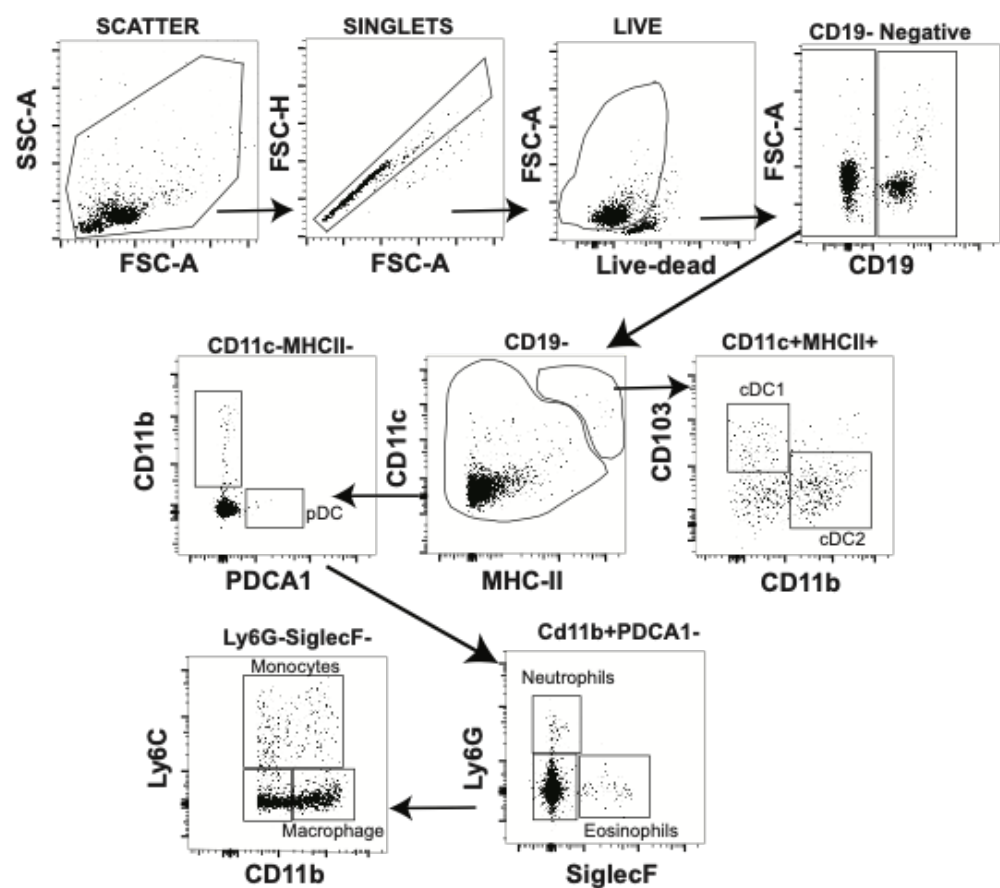 SCATTER
SINGLETS
LIVE
CD19- Negative
SSC-A
FSC-H
FSC-A
FSC-A
FSC-A
FSC-A
Live-dead
CD19
CD11c-MHCII-
CD19-
CD11c+MHCII+
CD11b
pDC
CD11c
CD103
cDC1
cDC2
PDCA1
MHC-II
CD11b
Ly6G-SiglecF-
Cd11b+PDCA1-
Ly6C
Monocytes
Macrophage
Ly6G
Neutrophils
Eosinophils
CD11b
SiglecF